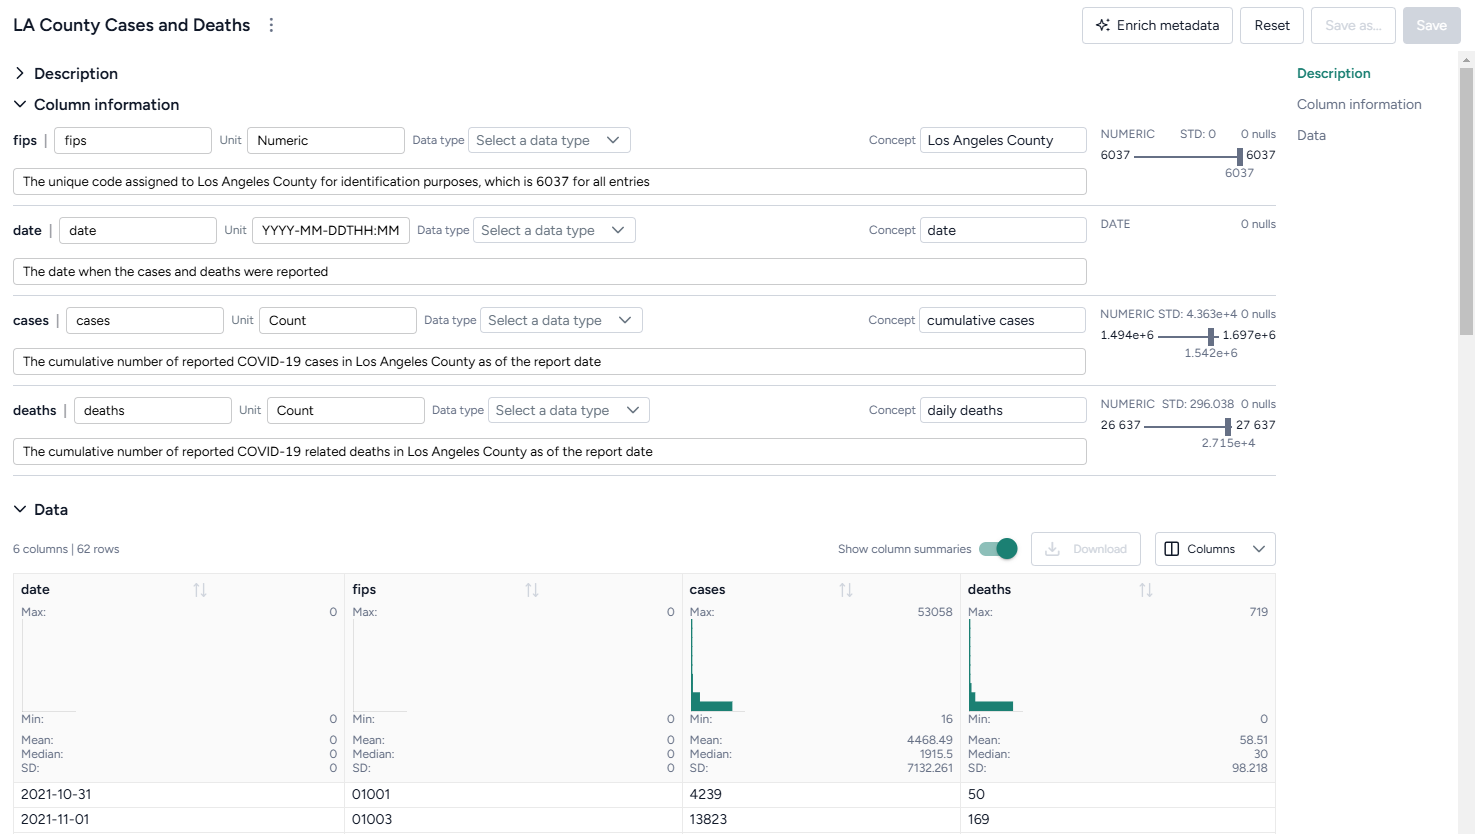 LA County Cases and Deaths
Enrich metadata Reset Save as... Save
Description
Column information
Description
Column information
Data
fips | fips Unit Numeric Data type Select a data type Concept Los Angeles County
NUMERIC STD: 0 0 nulls
6037 6037
6037
The unique code assigned to Los Angeles County for identification purposes, which is 6037 for all entries
date | date Unit YYYY-MM-DDTHH:MM Data type Select a data type Concept date
DATE 0 nulls
The date when the cases and deaths were reported
cases | cases Unit Count Data type Select a data type Concept cumulative cases
NUMERIC STD: 4.363e+4 0 nulls
1.494e+6 1.697e+6
1.542e+6
The cumulative number of reported COVID-19 cases in Los Angeles County as of the report date
deaths | deaths Unit Count Data type Select a data type Concept daily deaths
NUMERIC STD: 296.038 0 nulls
26 637 27 637
2.715e+4
The cumulative number of reported COVID-19 related deaths in Los Angeles County as of the report date
Data
6 columns | 62 rows Show column summaries Download Columns
date fips cases deaths
Max: 0 Max: 0 Max: 53058 Max: 719
Min: 0 Min: 0 Min: 16 Min: 0
Mean: 0 Mean: 0 Mean: 4468.49 Mean: 58.51
Median: 0 Median: 0 Median: 1915.5 Median: 30
SD: 0 SD: 0 SD: 7132.261 SD: 98.218
2021-10-31 01001 4239 50
2021-11-01 01003 13823 169